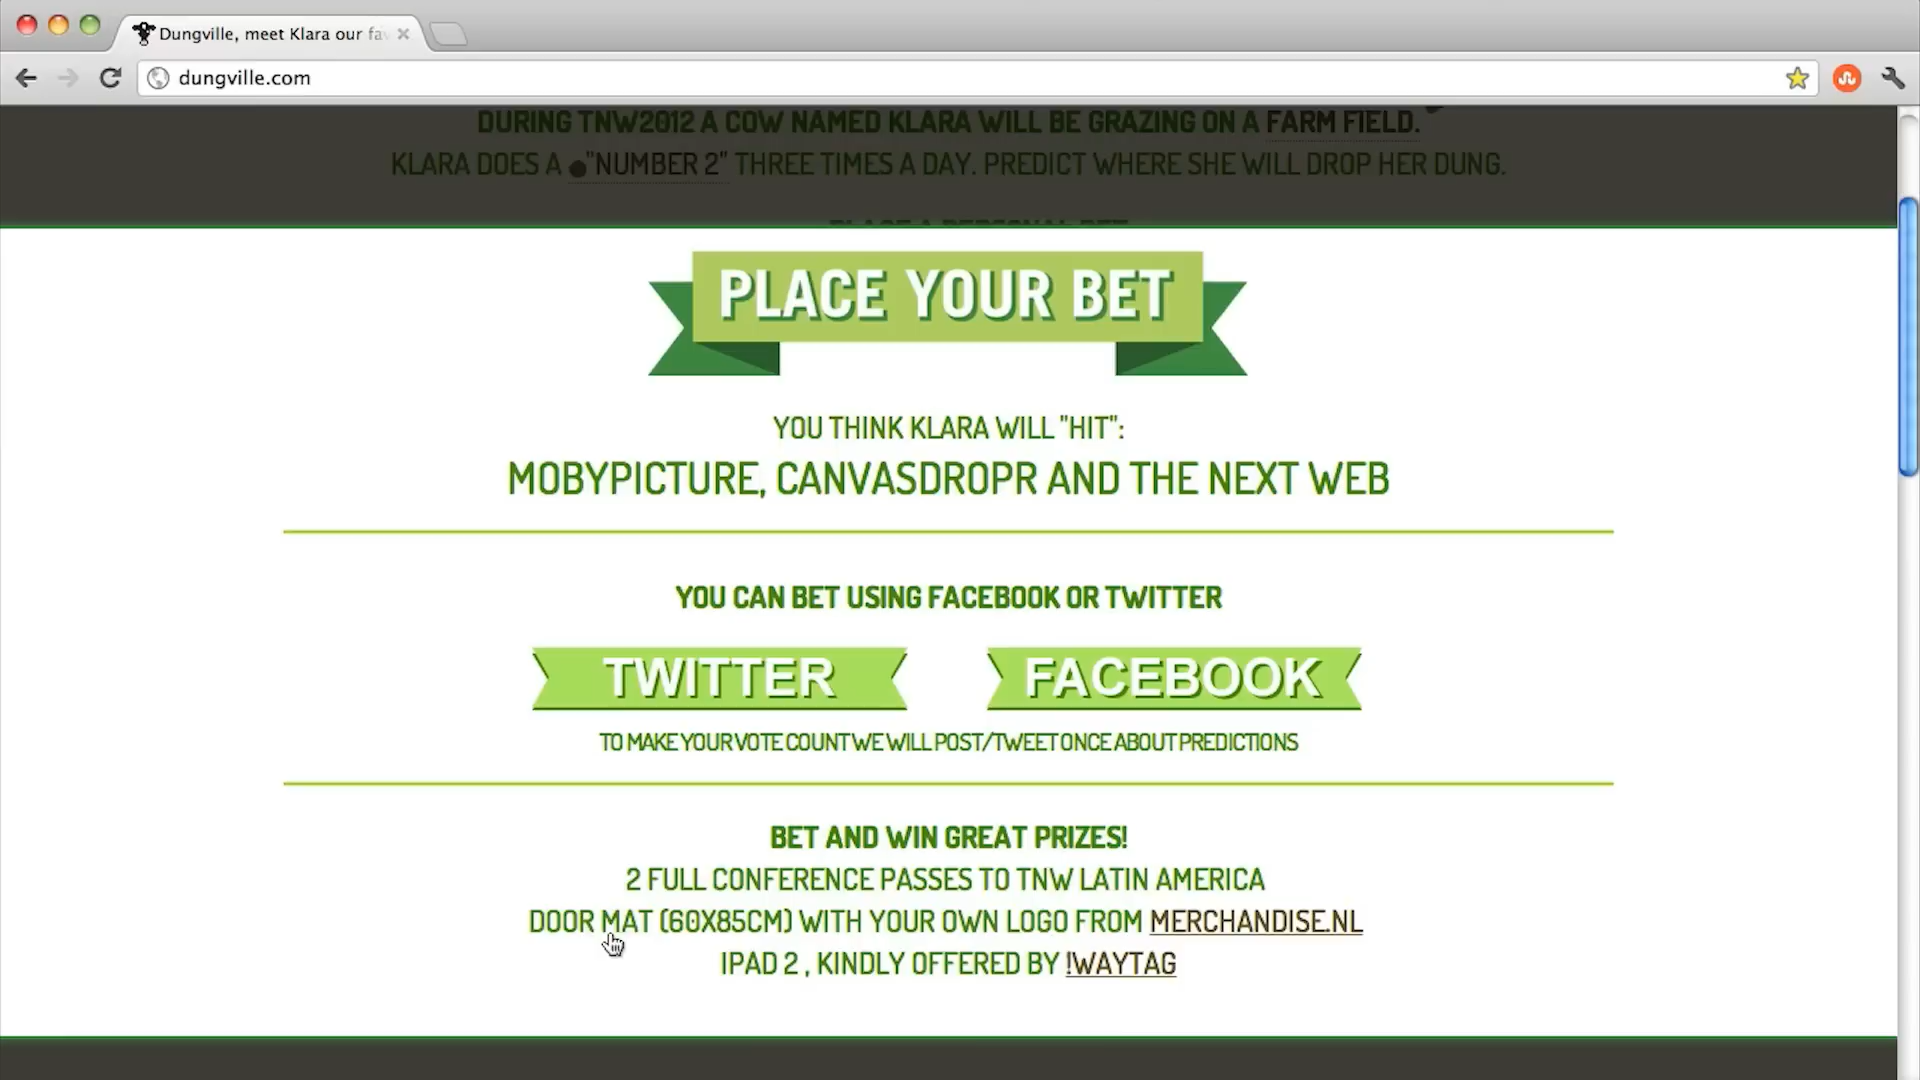 Dungville, meet Klara our fav
dungville.com
DURING TNW2012 A COW NAMED KLARA WILL BE GRAZING ON A FARM FIELD.
KLARA DOES A "NUMBER 2" THREE TIMES A DAY. PREDICT WHERE SHE WILL DROP HER DUNG.
PLACE YOUR BET
YOU THINK KLARA WILL "HIT":
MOBYPICTURE, CANVASDROPR AND THE NEXT WEB
YOU CAN BET USING FACEBOOK OR TWITTER
TWITTER FACEBOOK
TO MAKE YOUR VOTE COUNT WE WILL POST/TWEET ONCE ABOUT PREDICTIONS
BET AND WIN GREAT PRIZES!
2 FULL CONFERENCE PASSES TO TNW LATIN AMERICA
DOOR MAT (60X85CM) WITH YOUR OWN LOGO FROM MERCHANDISE.NL
IPAD 2 , KINDLY OFFERED BY !WAYTAG